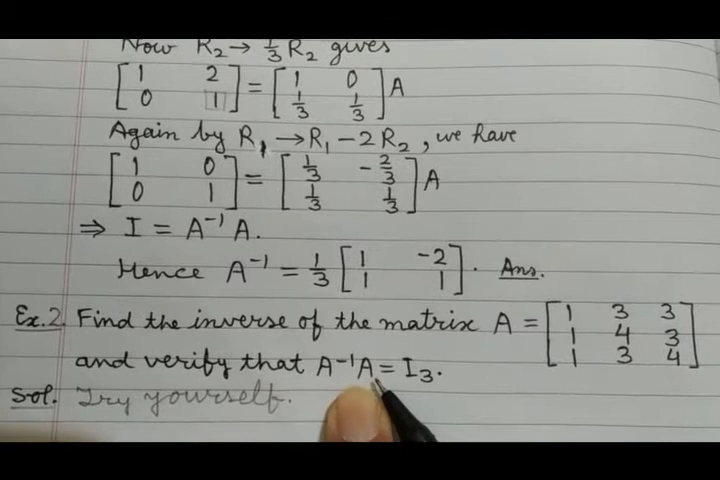 Now R₂ → 1/3 R₂ gives
[1 2; 0 1] = [1 0; 1/3 1/3] A
Again by R₁ → R₁ − 2R₂, we have
[1 0; 0 1] = [1/3 −2/3; 1/3 1/3] A
⇒ I = A⁻¹ A.
Hence A⁻¹ = 1/3 [1 −2; 1 1]. Ans.
Ex.2. Find the inverse of the matrix A = [1 3 3; 1 4 3; 1 3 4]
and verify that A⁻¹A = I₃.
Sol. Try yourself.